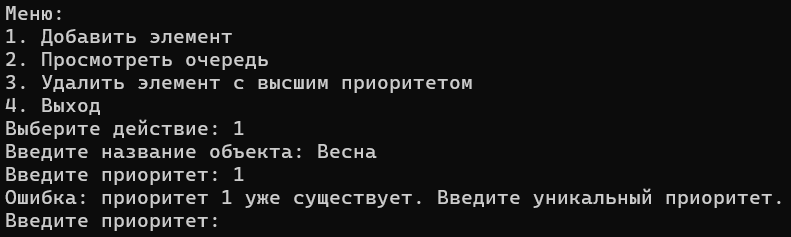 Меню:
1. Добавить элемент
2. Просмотреть очередь
3. Удалить элемент с высшим приоритетом
4. Выход
Выберите действие: 1
Введите название объекта: Весна
Введите приоритет: 1
Ошибка: приоритет 1 уже существует. Введите уникальный приоритет.
Введите приоритет: